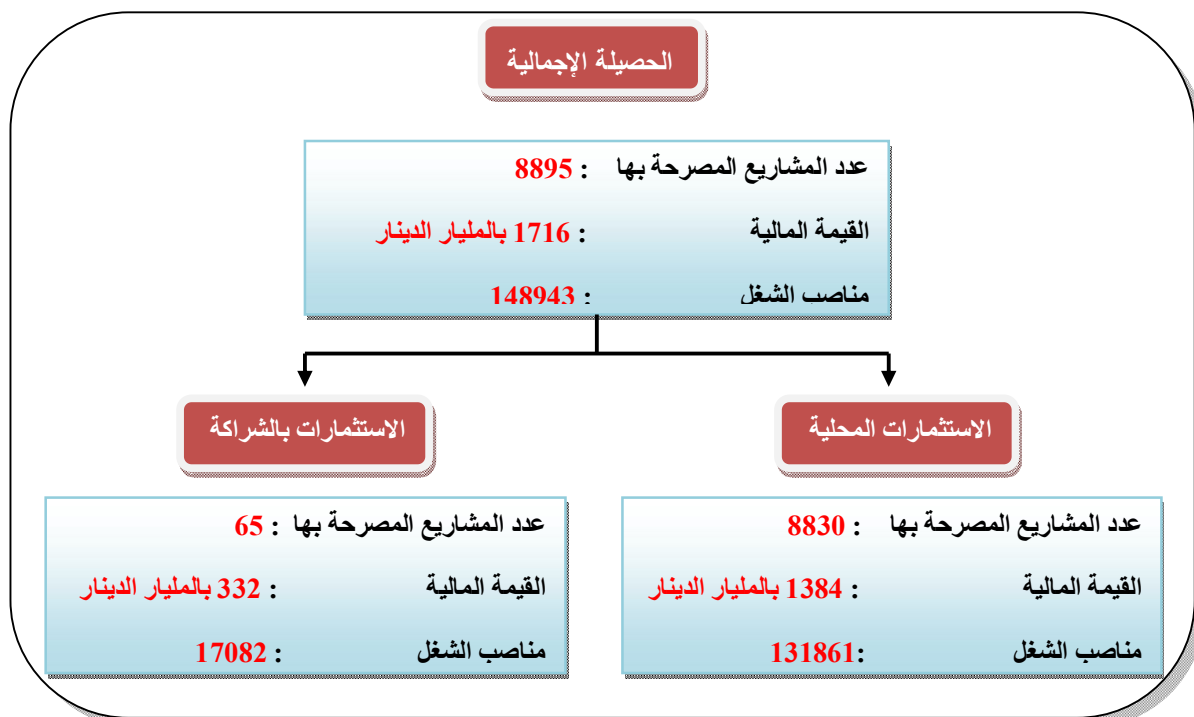 الحصيلة الإجمالية
عدد المشاريع المصرحة بها : 8895
القيمة المالية : 1716 بالمليار الدينار
مناصب الشغل : 148943
الاستثمارات المحلية
الاستثمارات بالشراكة
عدد المشاريع المصرحة بها : 8830
القيمة المالية : 1384 بالمليار الدينار
مناصب الشغل :131861
عدد المشاريع المصرحة بها : 65
القيمة المالية : 332 بالمليار الدينار
مناصب الشغل : 17082